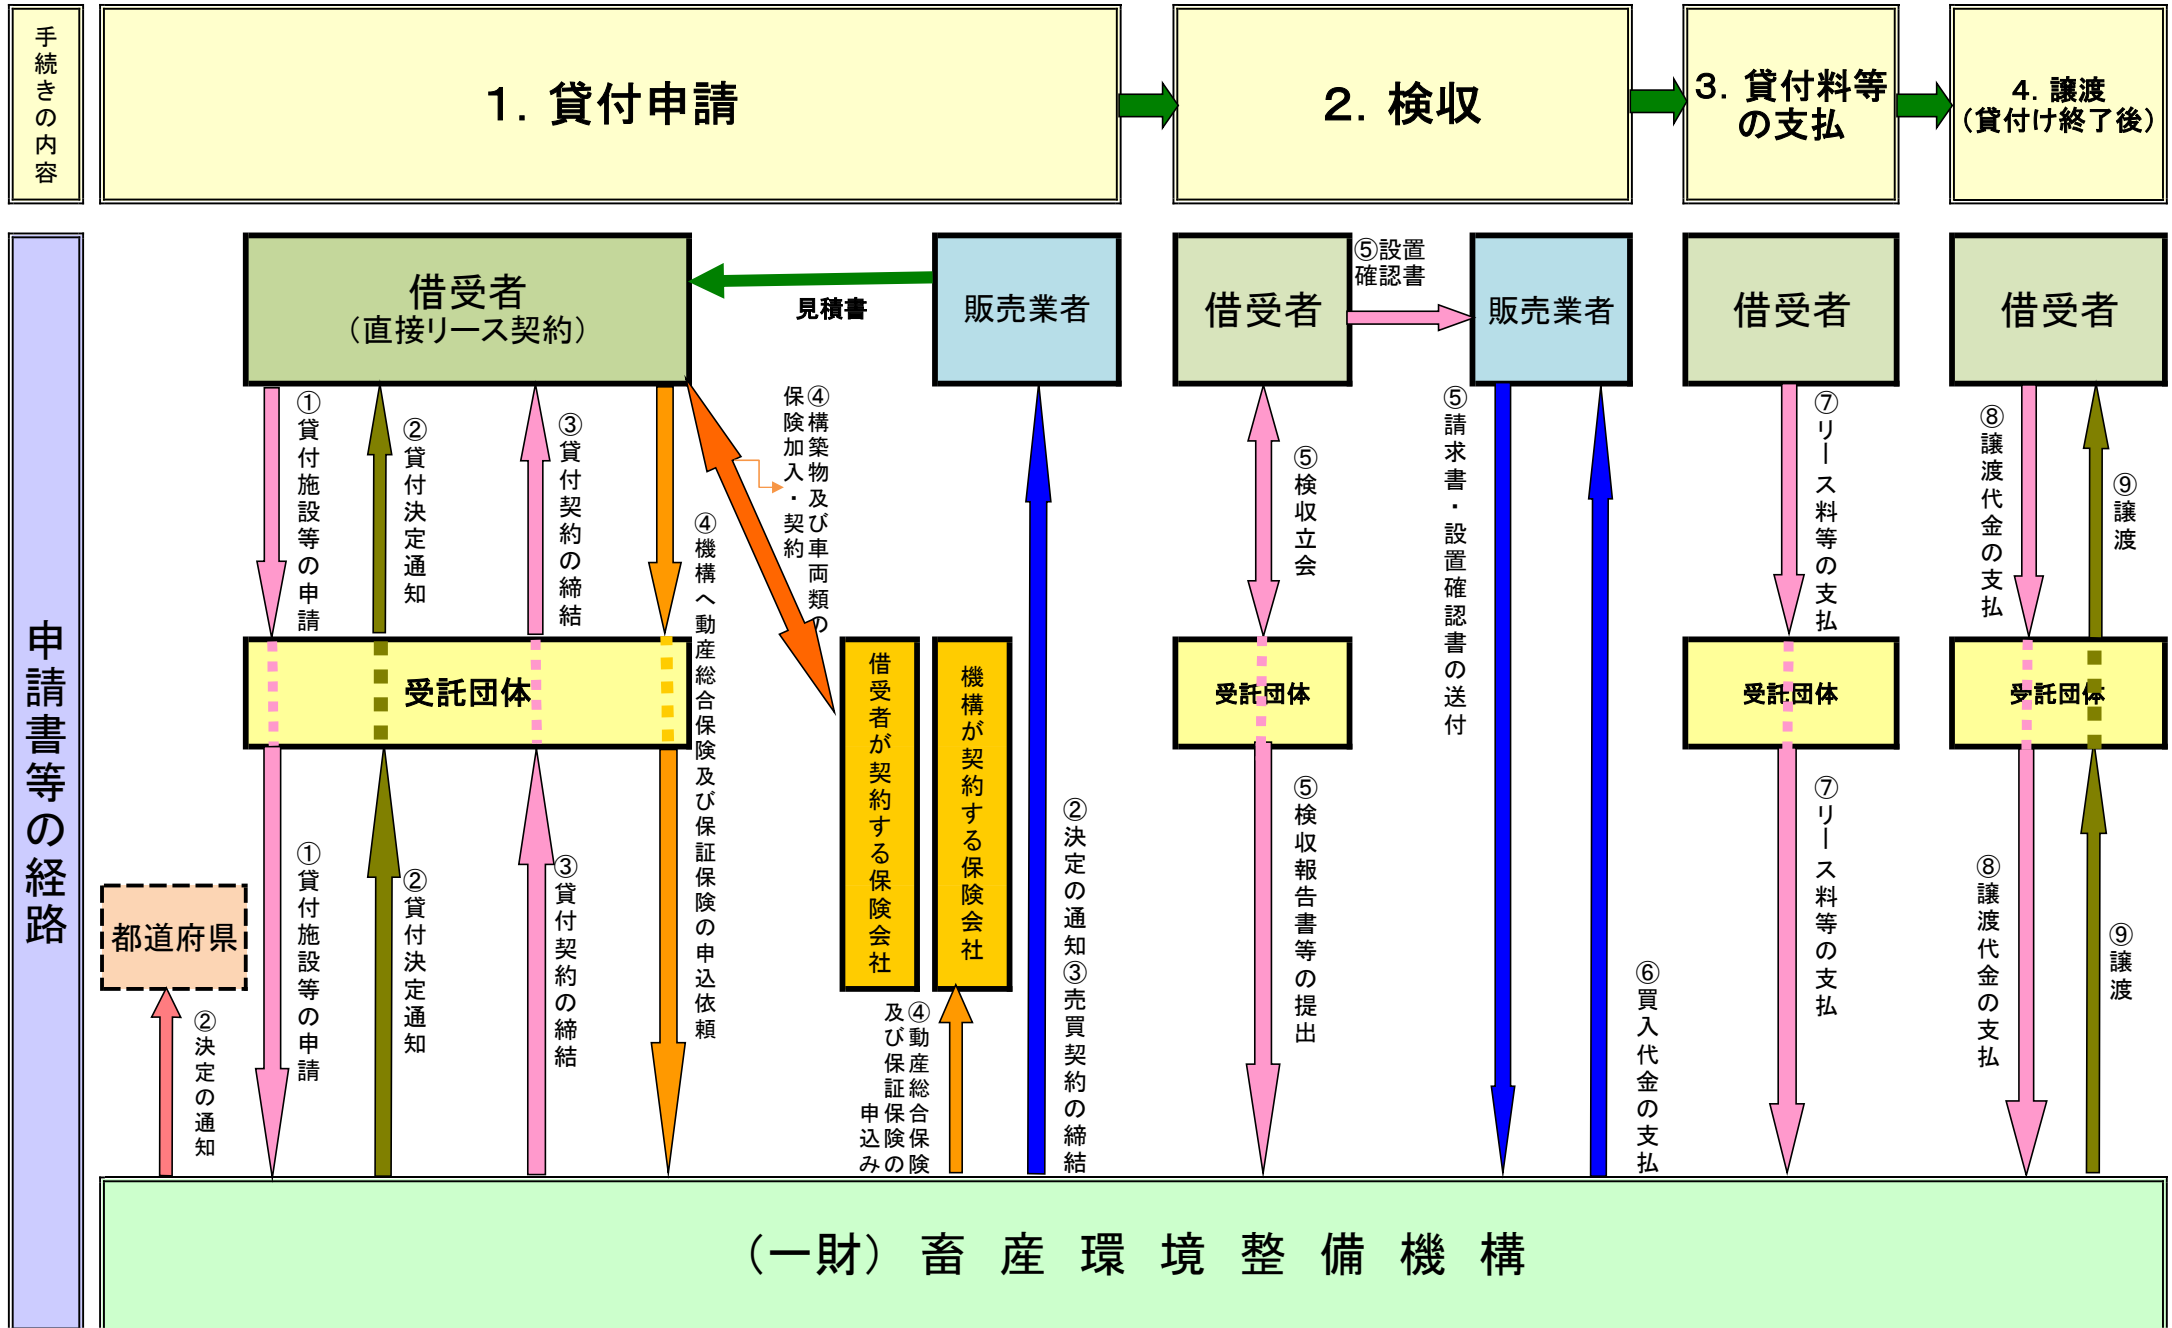 手続きの内容
1. 貸付申請
2. 検収
3. 貸付料等
の支払
4. 譲渡
（貸付け終了後）
申請書等の経路
借受者
（直接リース契約）
見積書
販売業者
借受者
⑤設置
確認書
販売業者
借受者
借受者
①貸付施設等の申請
②貸付決定通知
③貸付契約の締結
④機構へ動産総合保険及び保証保険の申込依頼
④構築物及び車両類の
保険加入・契約
⑤検収立会
⑤請求書・設置確認書の送付
⑦リース料等の支払
⑧譲渡代金の支払
⑨譲渡
受託団体
借受者が契約する保険会社
機構が契約する保険会社
受託団体
受託団体
受託団体
都道府県
②決定の通知
①貸付施設等の申請
②貸付決定通知
③貸付契約の締結
④動産総合保険
及び保証保険の
申込み
②決定の通知③売買契約の締結
⑤検収報告書等の提出
⑥買入代金の支払
⑦リース料等の支払
⑧譲渡代金の支払
⑨譲渡
（一財）畜産環境整備機構